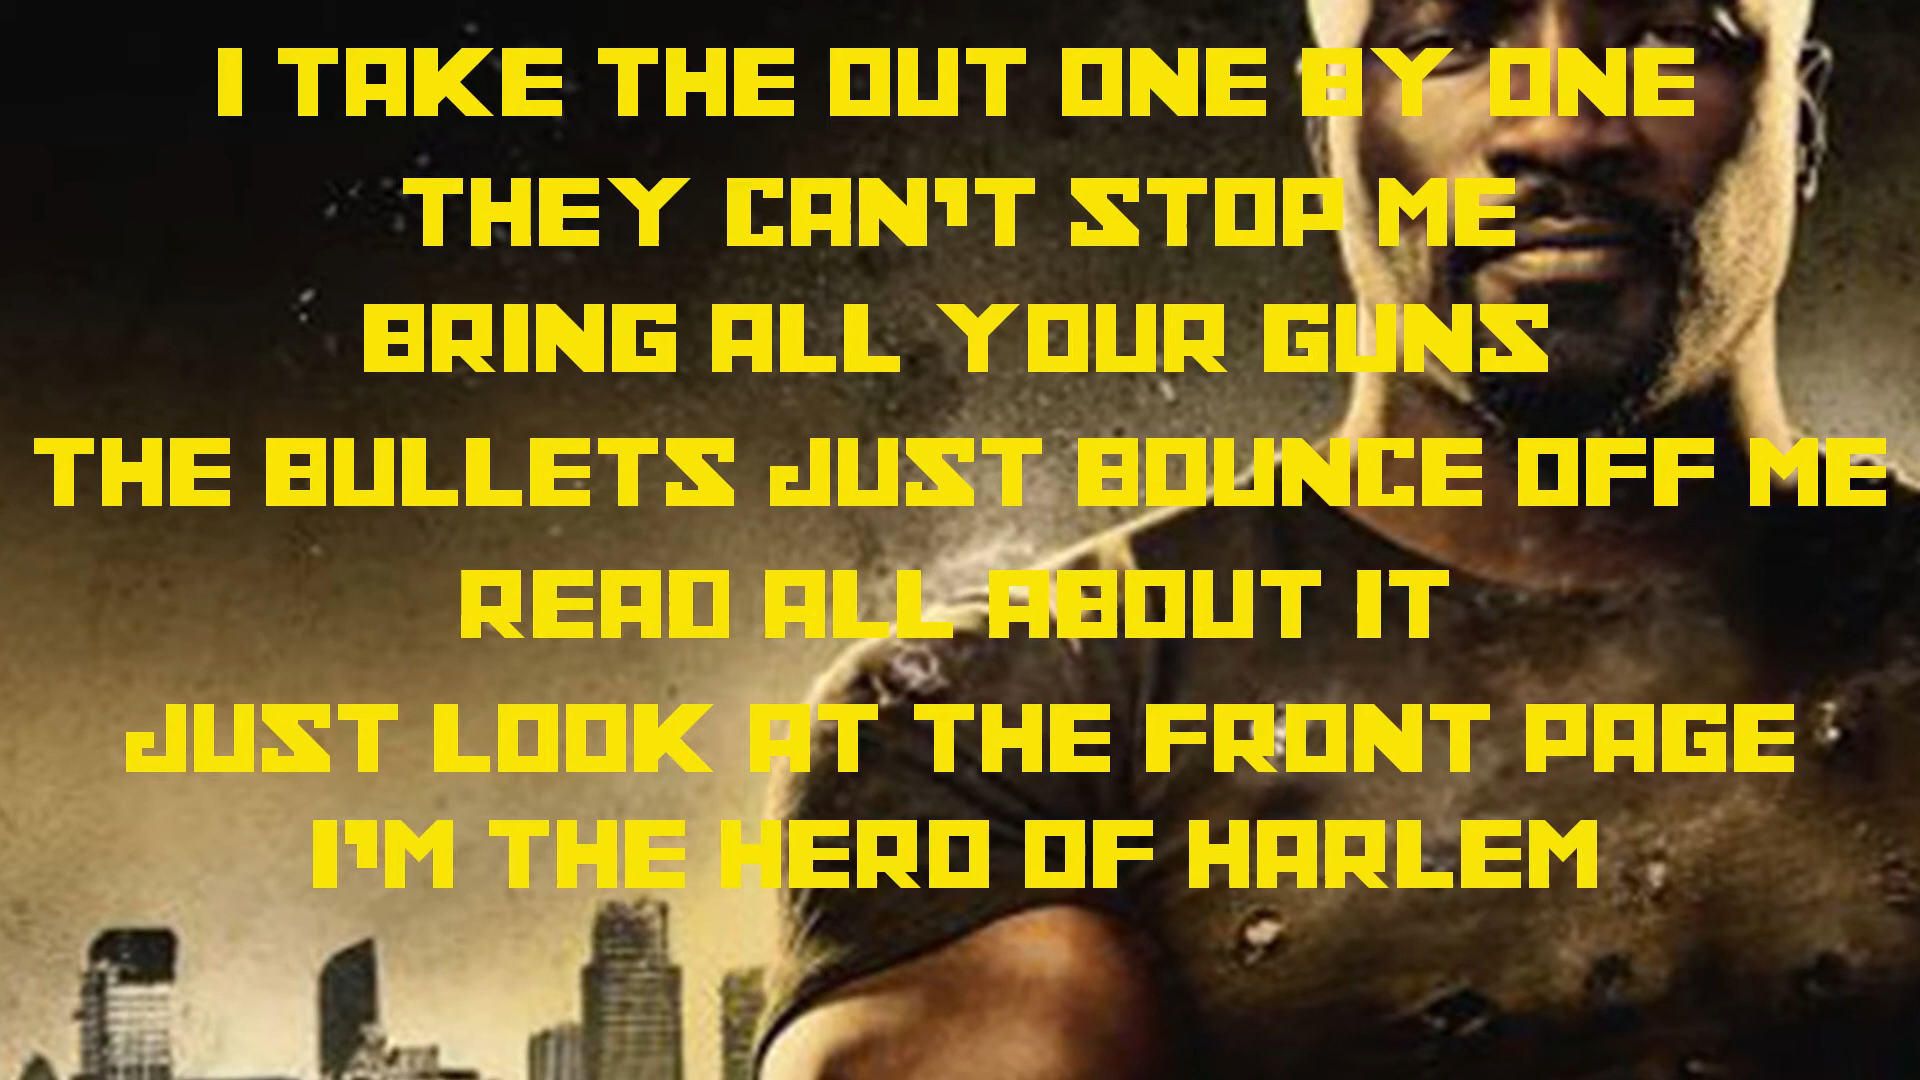 I TAKE THE OUT ONE BY ONE
THEY CAN'T STOP ME
BRING ALL YOUR GUNS
THE BULLETS JUST BOUNCE OFF ME
READ ALL ABOUT IT
JUST LOOK AT THE FRONT PAGE
I'M THE HERO OF HARLEM